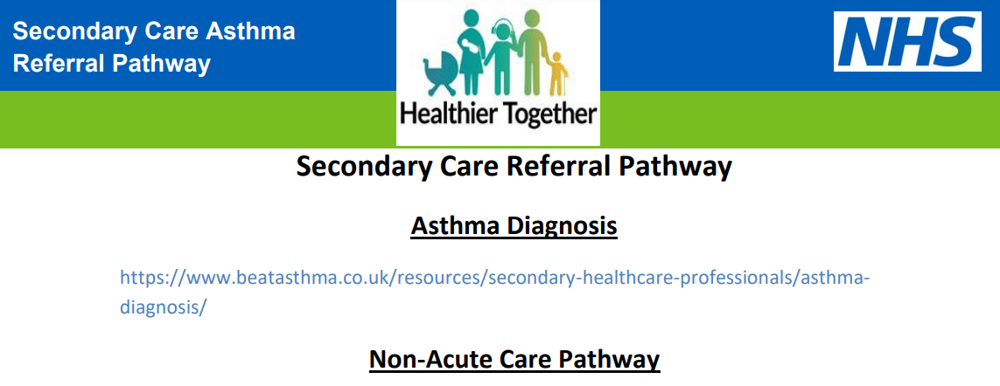 Secondary Care Asthma
Referral Pathway
Healthier Together
NHS
Secondary Care Referral Pathway
Asthma Diagnosis
https://www.beatasthma.co.uk/resources/secondary-healthcare-professionals/asthma-
diagnosis/
Non-Acute Care Pathway